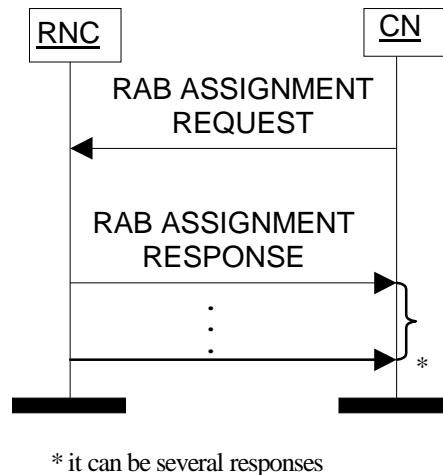 RNC
CN
RAB ASSIGNMENT
REQUEST
RAB ASSIGNMENT
RESPONSE
*
* it can be several responses